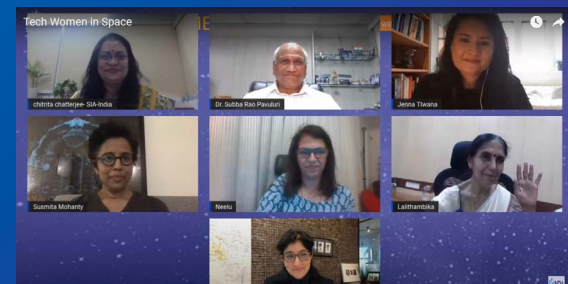 Tech Women in Space
chitrita chatterjee- SIA-India
Dr. Subba Rao Pavuluri
Jenna Tiwana
Susmita Mohanty
Neelu
Lalithambika